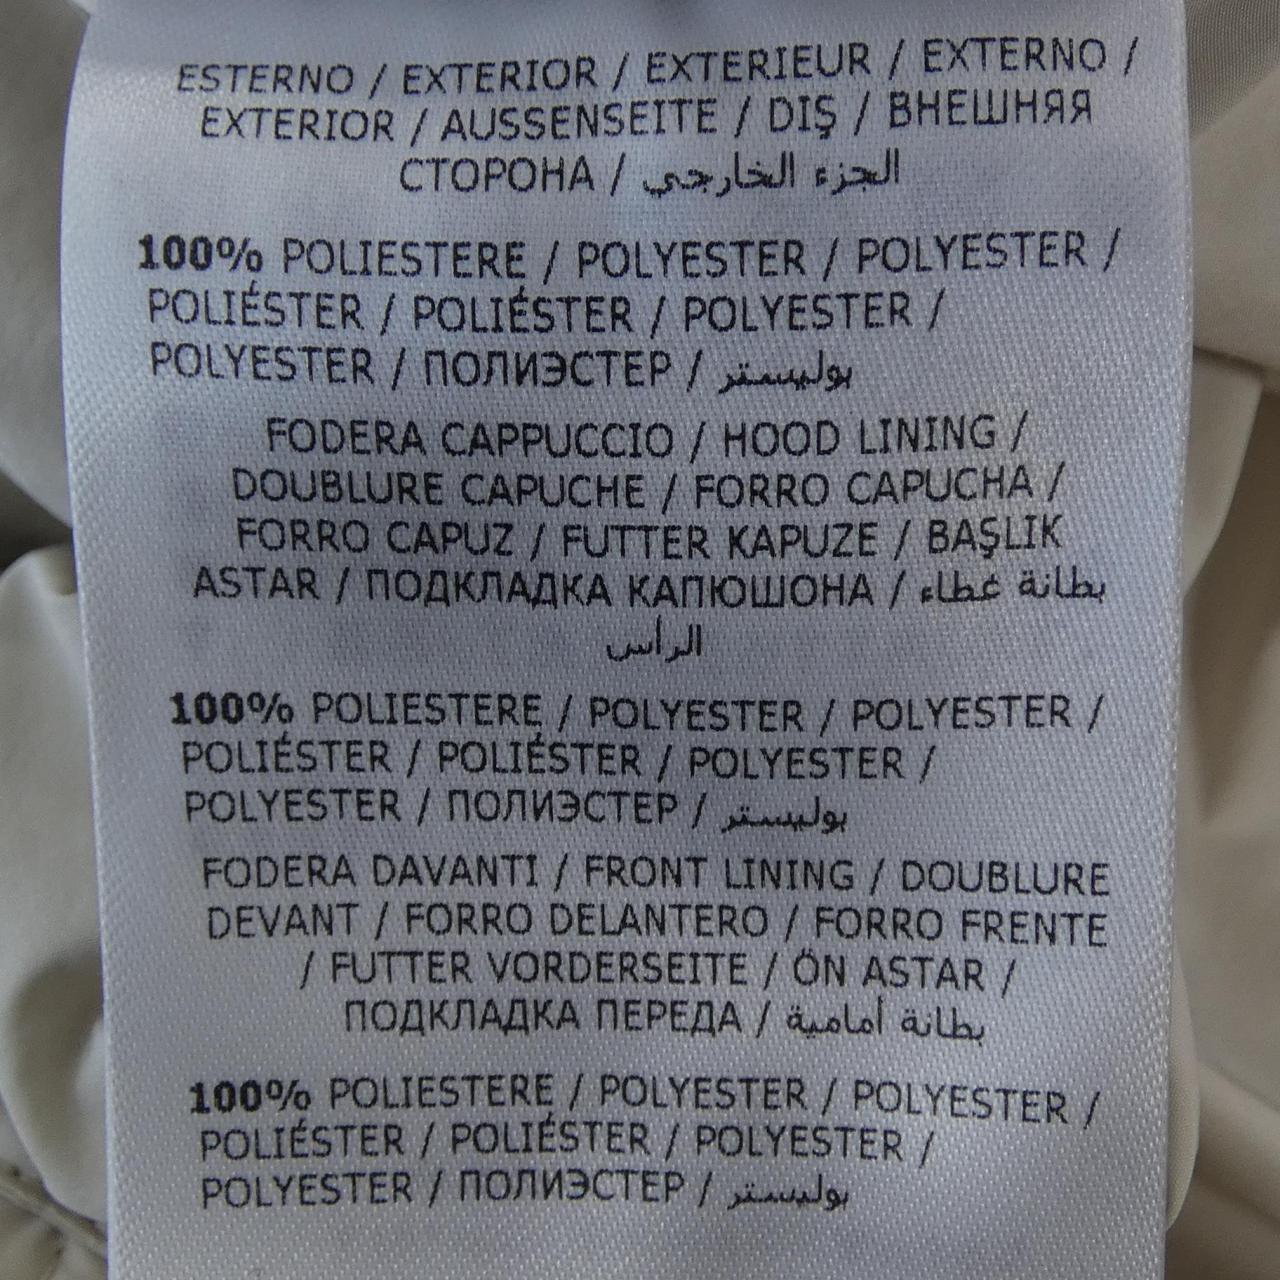 ESTERNO / EXTERIOR / EXTERIEUR / EXTERNO /
EXTERIOR / AUSSENSEITE / DIŞ / ВНЕШНЯЯ
СТОРОНА / الجزء الخارجي
100% POLIESTERE / POLYESTER / POLYESTER /
POLIÉSTER / POLIÉSTER / POLYESTER /
POLYESTER / ПОЛИЭСТЕР / بوليستر
FODERA CAPPUCCIO / HOOD LINING /
DOUBLURE CAPUCHE / FORRO CAPUCHA /
FORRO CAPUZ / FUTTER KAPUZE / BAŞLIK
ASTAR / ПОДКЛАДКА КАПЮШОНА / بطانة غطاء
الرأس
100% POLIESTERE / POLYESTER / POLYESTER /
POLIÉSTER / POLIÉSTER / POLYESTER /
POLYESTER / ПОЛИЭСТЕР / بوليستر
FODERA DAVANTI / FRONT LINING / DOUBLURE
DEVANT / FORRO DELANTERO / FORRO FRENTE
/ FUTTER VORDERSEITE / ÖN ASTAR /
ПОДКЛАДКА ПЕРЕДА / بطانة أمامية
100% POLIESTERE / POLYESTER / POLYESTER /
POLIÉSTER / POLIÉSTER / POLYESTER /
POLYESTER / ПОЛИЭСТЕР / بوليستر